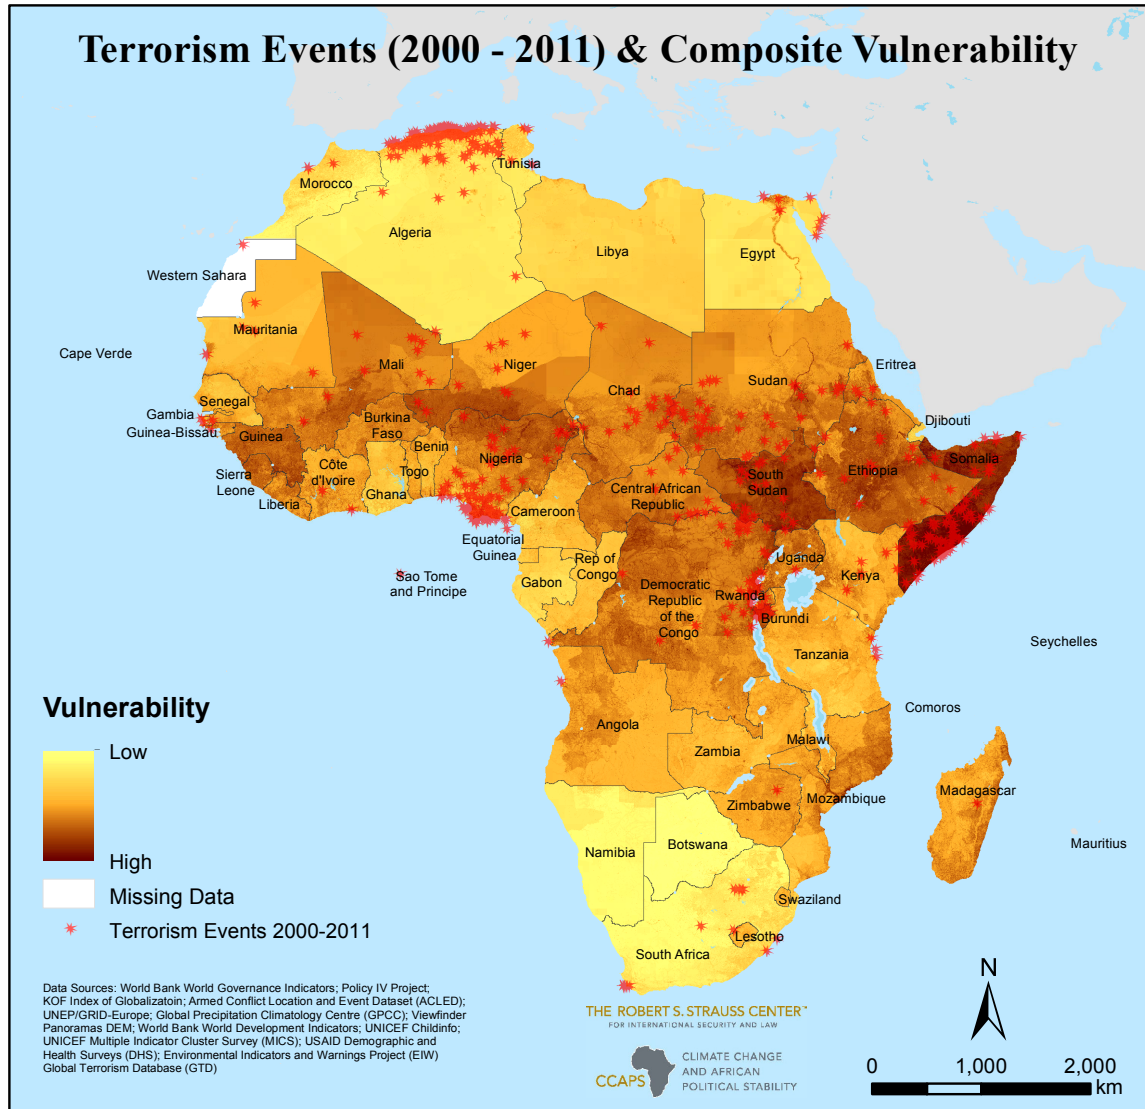 Terrorism Events (2000 - 2011) & Composite Vulnerability
Tunisia
Morocco
Algeria
Libya
Egypt
Western Sahara
Mauritania
Cape Verde
Mali
Niger
Chad
Sudan
Eritrea
Senegal
Gambia
Guinea-Bissau
Guinea
Burkina
Faso
Benin
Djibouti
Nigeria
Sierra
Leone
Côte
d'Ivoire
Togo
Ghana
Liberia
Central African
Republic
South
Sudan
Ethiopia
Somalia
Cameroon
Equatorial
Guinea
Sao Tome
and Principe
Gabon
Rep of
Congo
Democratic
Republic
of the
Congo
Uganda
Kenya
Rwanda
Burundi
Tanzania
Seychelles
Comoros
Angola
Zambia
Malawi
Mozambique
Zimbabwe
Madagascar
Mauritius
Namibia
Botswana
Swaziland
Lesotho
South Africa
Vulnerability
Low
High
Missing Data
Terrorism Events 2000-2011
Data Sources: World Bank World Governance Indicators; Policy IV Project;
KOF Index of Globalizatoin; Armed Conflict Location and Event Dataset (ACLED);
UNEP/GRID-Europe; Global Precipitation Climatology Centre (GPCC); Viewfinder
Panoramas DEM; World Bank World Development Indicators; UNICEF Childinfo;
UNICEF Multiple Indicator Cluster Survey (MICS); USAID Demographic and
Health Surveys (DHS); Environmental Indicators and Warnings Project (EIW)
Global Terrorism Database (GTD)
THE ROBERT S. STRAUSS CENTER™
FOR INTERNATIONAL SECURITY AND LAW
CCAPS
CLIMATE CHANGE
AND AFRICAN
POLITICAL STABILITY
N
0 1,000 2,000
km